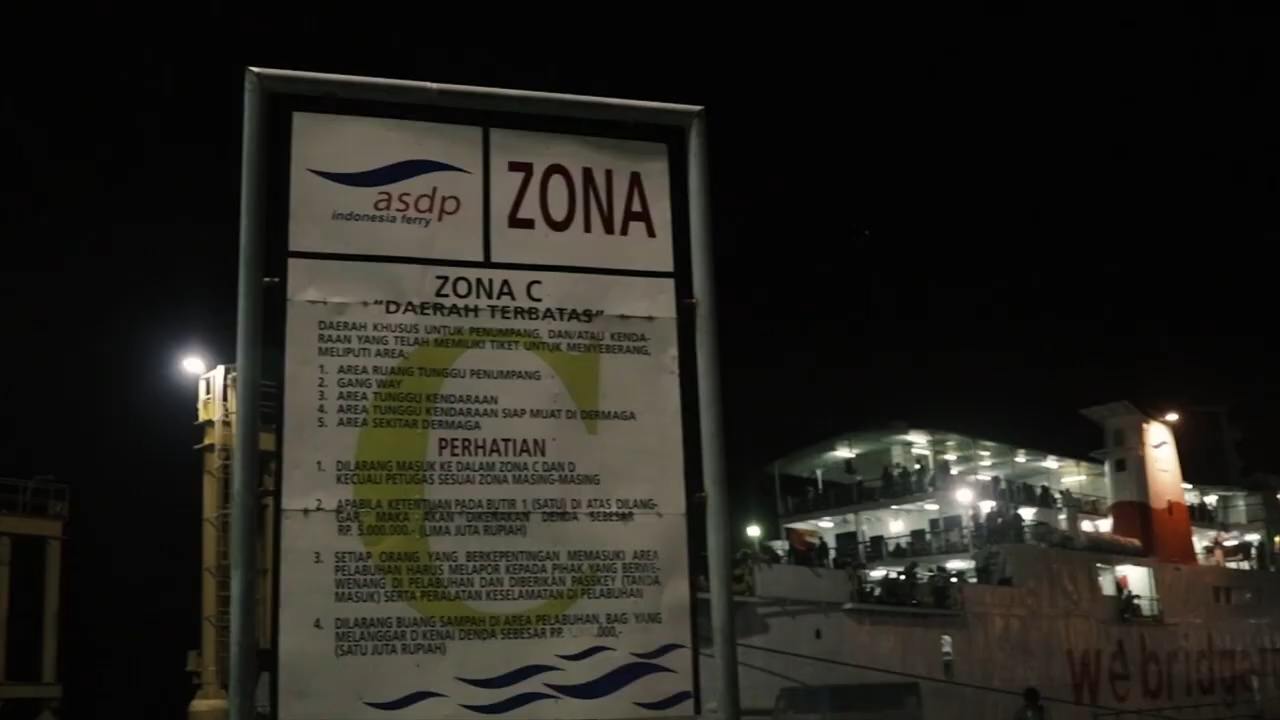 asdp
indonesia ferry
ZONA
ZONA C
"DAERAH TERBATAS"
DAERAH KHUSUS UNTUK PENUMPANG, DAN/ATAU KENDA-
RAAN YANG TELAH MEMILIKI TIKET UNTUK MENYEBERANG,
MELIPUTI AREA:
1. AREA RUANG TUNGGU PENUMPANG
2. GANG WAY
3. AREA TUNGGU KENDARAAN
4. AREA TUNGGU KENDARAAN SIAP MUAT DI DERMAGA
5. AREA SEKITAR DERMAGA
PERHATIAN
1. DILARANG MASUK KE DALAM ZONA C DAN D
KECUALI PETUGAS SESUAI ZONA MASING-MASING
2. APABILA KETENTUAN PADA BUTIR 1 (SATU) DI ATAS DILANG-
GAR, MAKA AKAN DIKENAKAN DENDA SEBESAR
RP. 5.000.000,- (LIMA JUTA RUPIAH)
3. SETIAP ORANG YANG BERKEPENTINGAN MEMASUKI AREA
PELABUHAN HARUS MELAPOR KEPADA PIHAK YANG BERWE-
WENANG DI PELABUHAN DAN DIBERIKAN PASSKEY (TANDA
MASUK) SERTA PERALATAN KESELAMATAN DI PELABUHAN
4. DILARANG BUANG SAMPAH DI AREA PELABUHAN, BAGI YANG
MELANGGAR DIKENAI DENDA SEBESAR RP. .000,-
(SATU JUTA RUPIAH)
C
we bridge